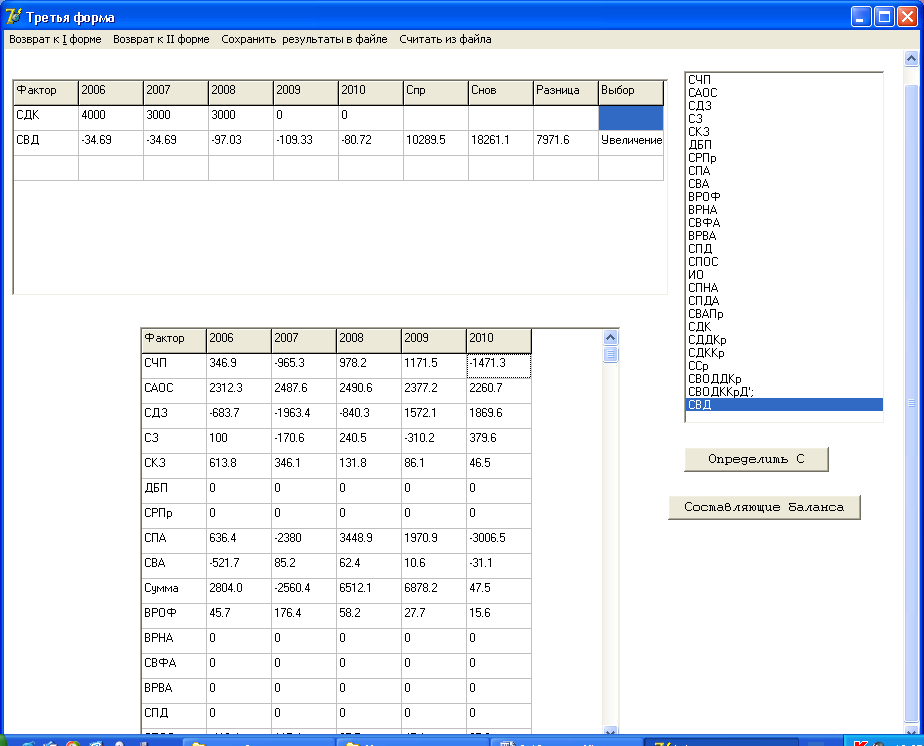 Третья форма
Возврат к I форме Возврат к II форме Сохранить результаты в файле Считать из файла
Фактор 2006 2007 2008 2009 2010 Спр Снов Разница Выбор
СДК 4000 3000 3000 0 0
СВД -34.69 -34.69 -97.03 -109.33 -80.72 10289.5 18261.1 7971.6 Увеличение
СЧП
САОС
СДЗ
СЗ
СКЗ
ДБП
СРПр
СПА
СВА
ВРОФ
ВРНА
СВФА
ВРВА
СПД
СПОС
ИО
СПНА
СПДА
СВАПр
СДК
СДДКр
СДККр
ССр
СВОДДКр
СВОДККрД';
СВД
Определить С
Составляющие Баланса
Фактор 2006 2007 2008 2009 2010
СЧП 346.9 -965.3 978.2 1171.5 -1471.3
САОС 2312.3 2487.6 2490.6 2377.2 2260.7
СДЗ -683.7 -1963.4 -840.3 1572.1 1869.6
СЗ 100 -170.6 240.5 -310.2 379.6
СКЗ 613.8 346.1 131.8 86.1 46.5
ДБП 0 0 0 0 0
СРПр 0 0 0 0 0
СПА 636.4 -2380 3448.9 1970.9 -3006.5
СВА -521.7 85.2 62.4 10.6 -31.1
Сумма 2804.0 -2560.4 6512.1 6878.2 47.5
ВРОФ 45.7 176.4 58.2 27.7 15.6
ВРНА 0 0 0 0 0
СВФА 0 0 0 0 0
ВРВА 0 0 0 0 0
СПД 0 0 0 0 0